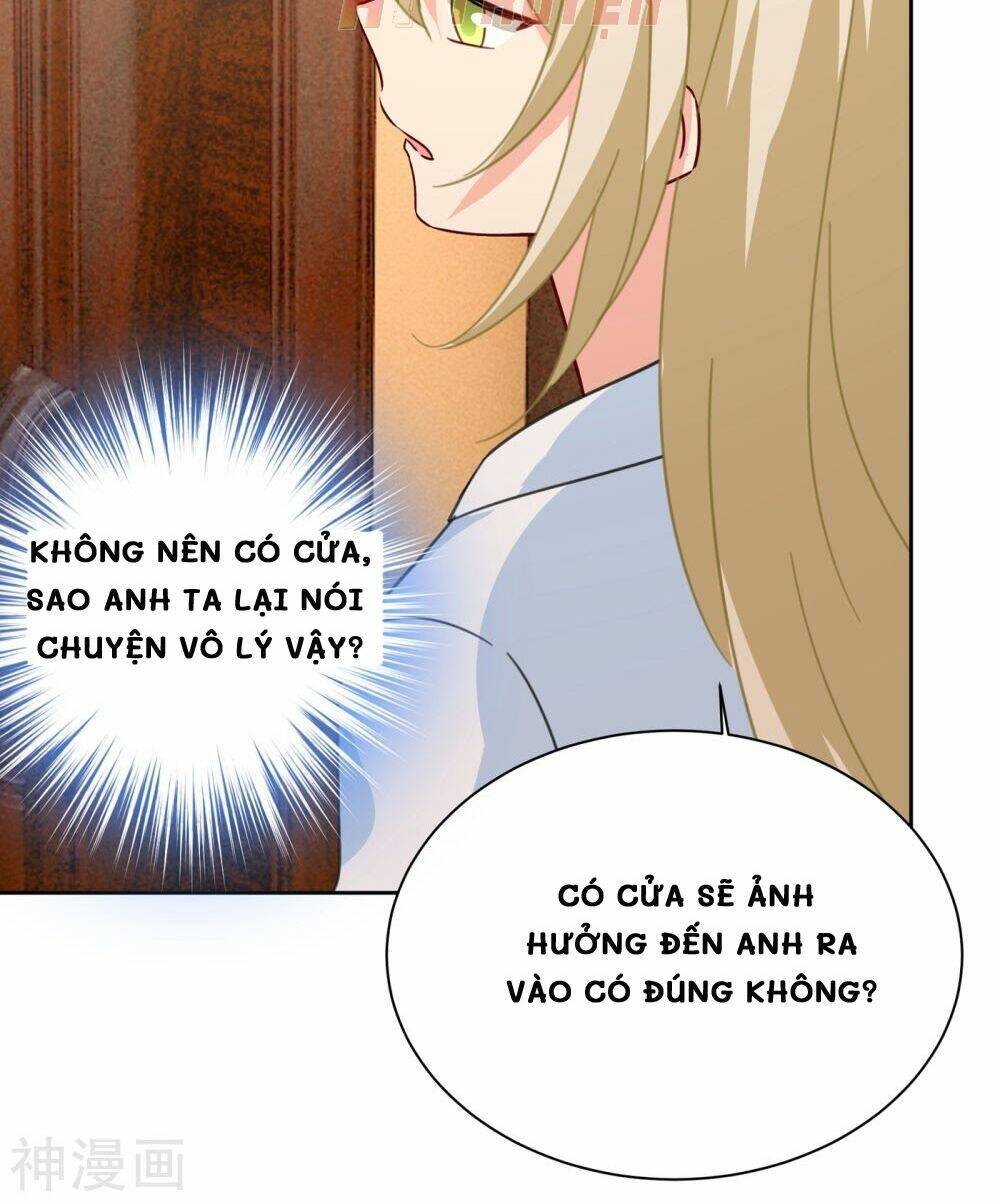 KHÔNG NÊN CÓ CỬA,
SAO ANH TA LẠI NÓI
CHUYỆN VÔ LÝ VẬY?
CÓ CỬA SẼ ẢNH
HƯỞNG ĐẾN ANH RA
VÀO CÓ ĐÚNG KHÔNG?
神漫画